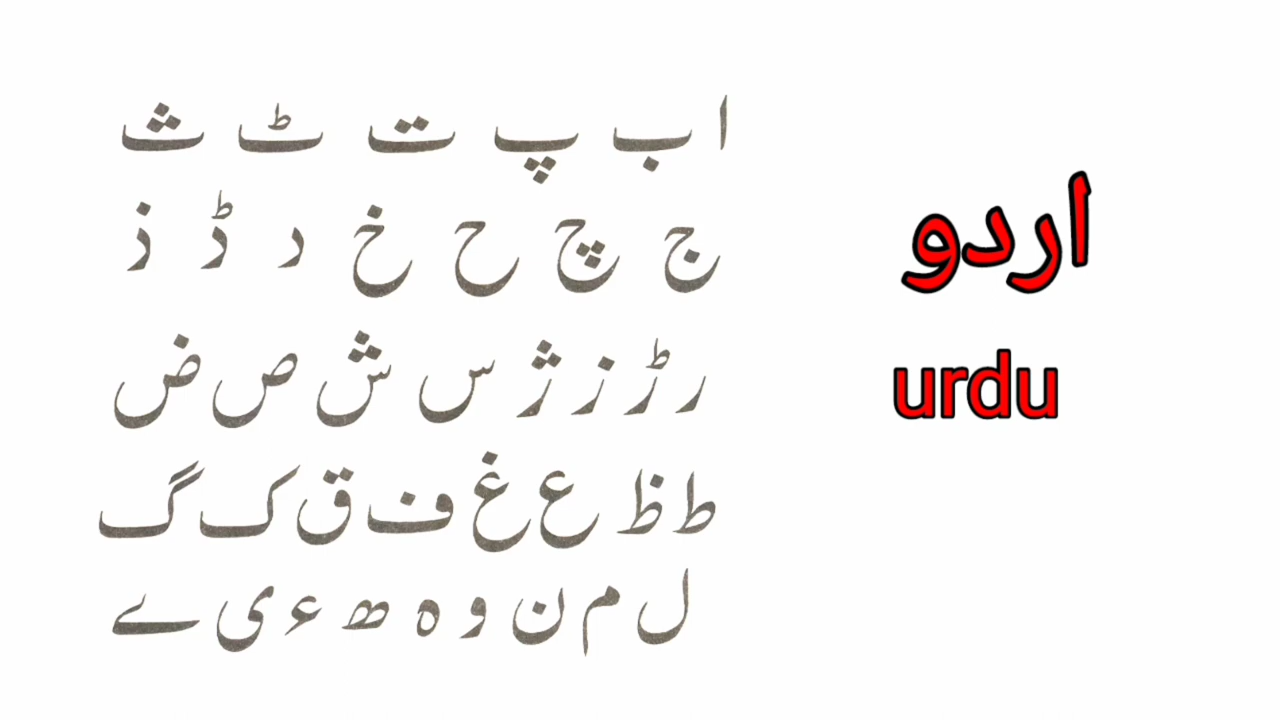 ا ب پ ت ٹ ث
ج چ ح خ د ڈ ذ
ر ڑ ز ژ س ش ص ض
ط ظ ع غ ف ق ک گ
ل م ن و ہ ھ ء ی ے
اردو
urdu